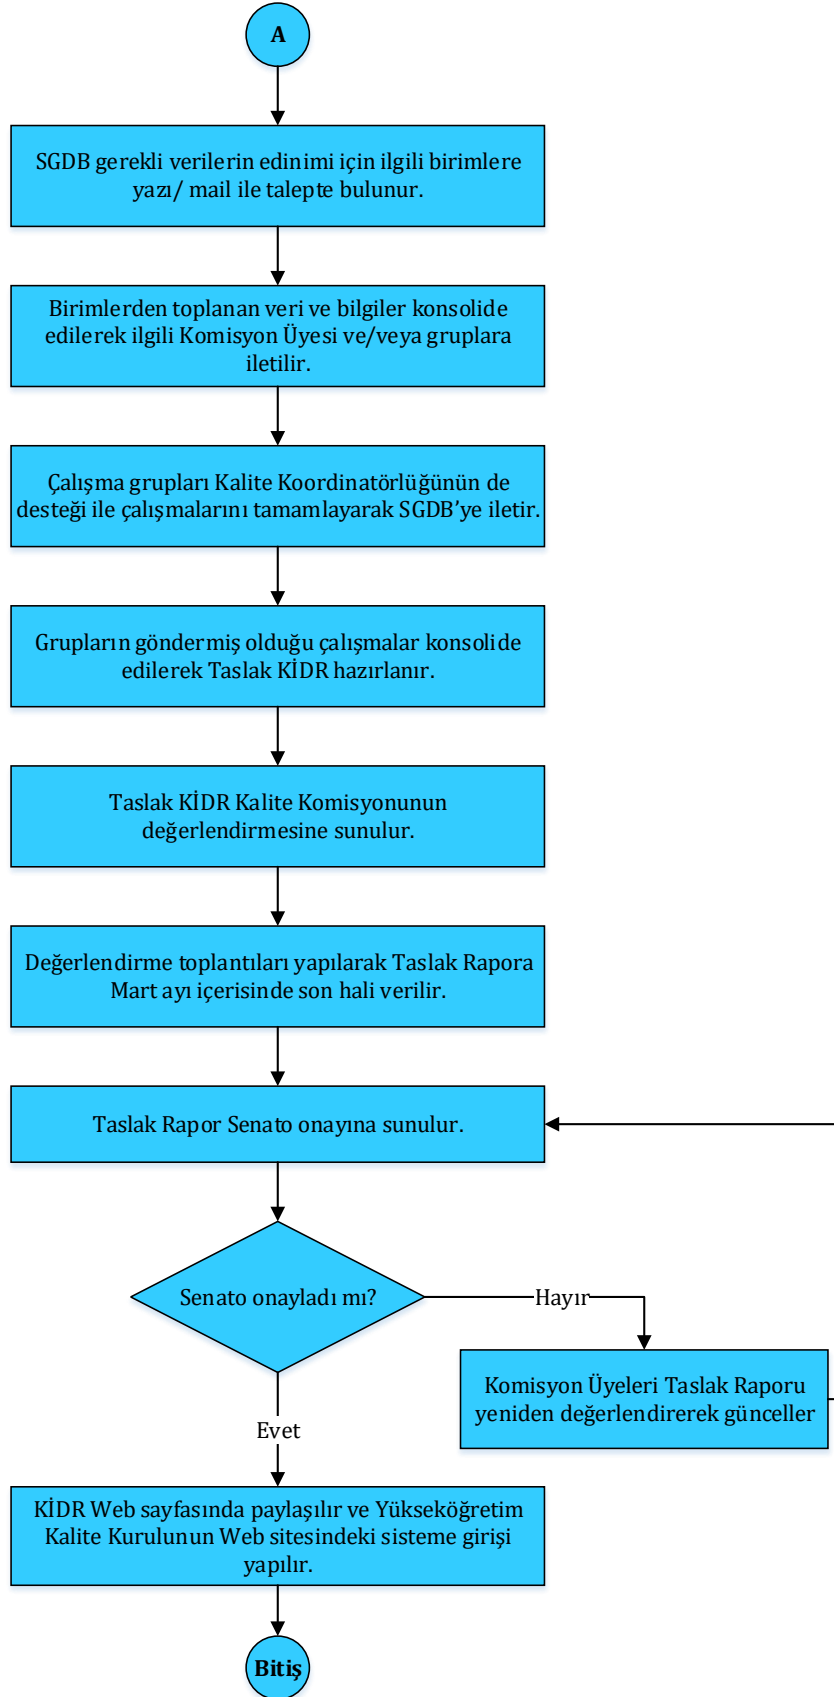 A
SGDB gerekli verilerin edinimi için ilgili birimlere
yazı/ mail ile talepte bulunur.
Birimlerden toplanan veri ve bilgiler konsolide
edilerek ilgili Komisyon Üyesi ve/veya gruplara
iletilir.
Çalışma grupları Kalite Koordinatörlüğünün de
desteği ile çalışmalarını tamamlayarak SGDB’ye iletir.
Grupların göndermiş olduğu çalışmalar konsolide
edilerek Taslak KİDR hazırlanır.
Taslak KİDR Kalite Komisyonunun
değerlendirmesine sunulur.
Değerlendirme toplantıları yapılarak Taslak Rapora
Mart ayı içerisinde son hali verilir.
Taslak Rapor Senato onayına sunulur.
Senato onayladı mı?
Hayır
Komisyon Üyeleri Taslak Raporu
yeniden değerlendirerek günceller
Evet
KİDR Web sayfasında paylaşılır ve Yükseköğretim
Kalite Kurulunun Web sitesindeki sisteme girişi
yapılır.
Bitiş